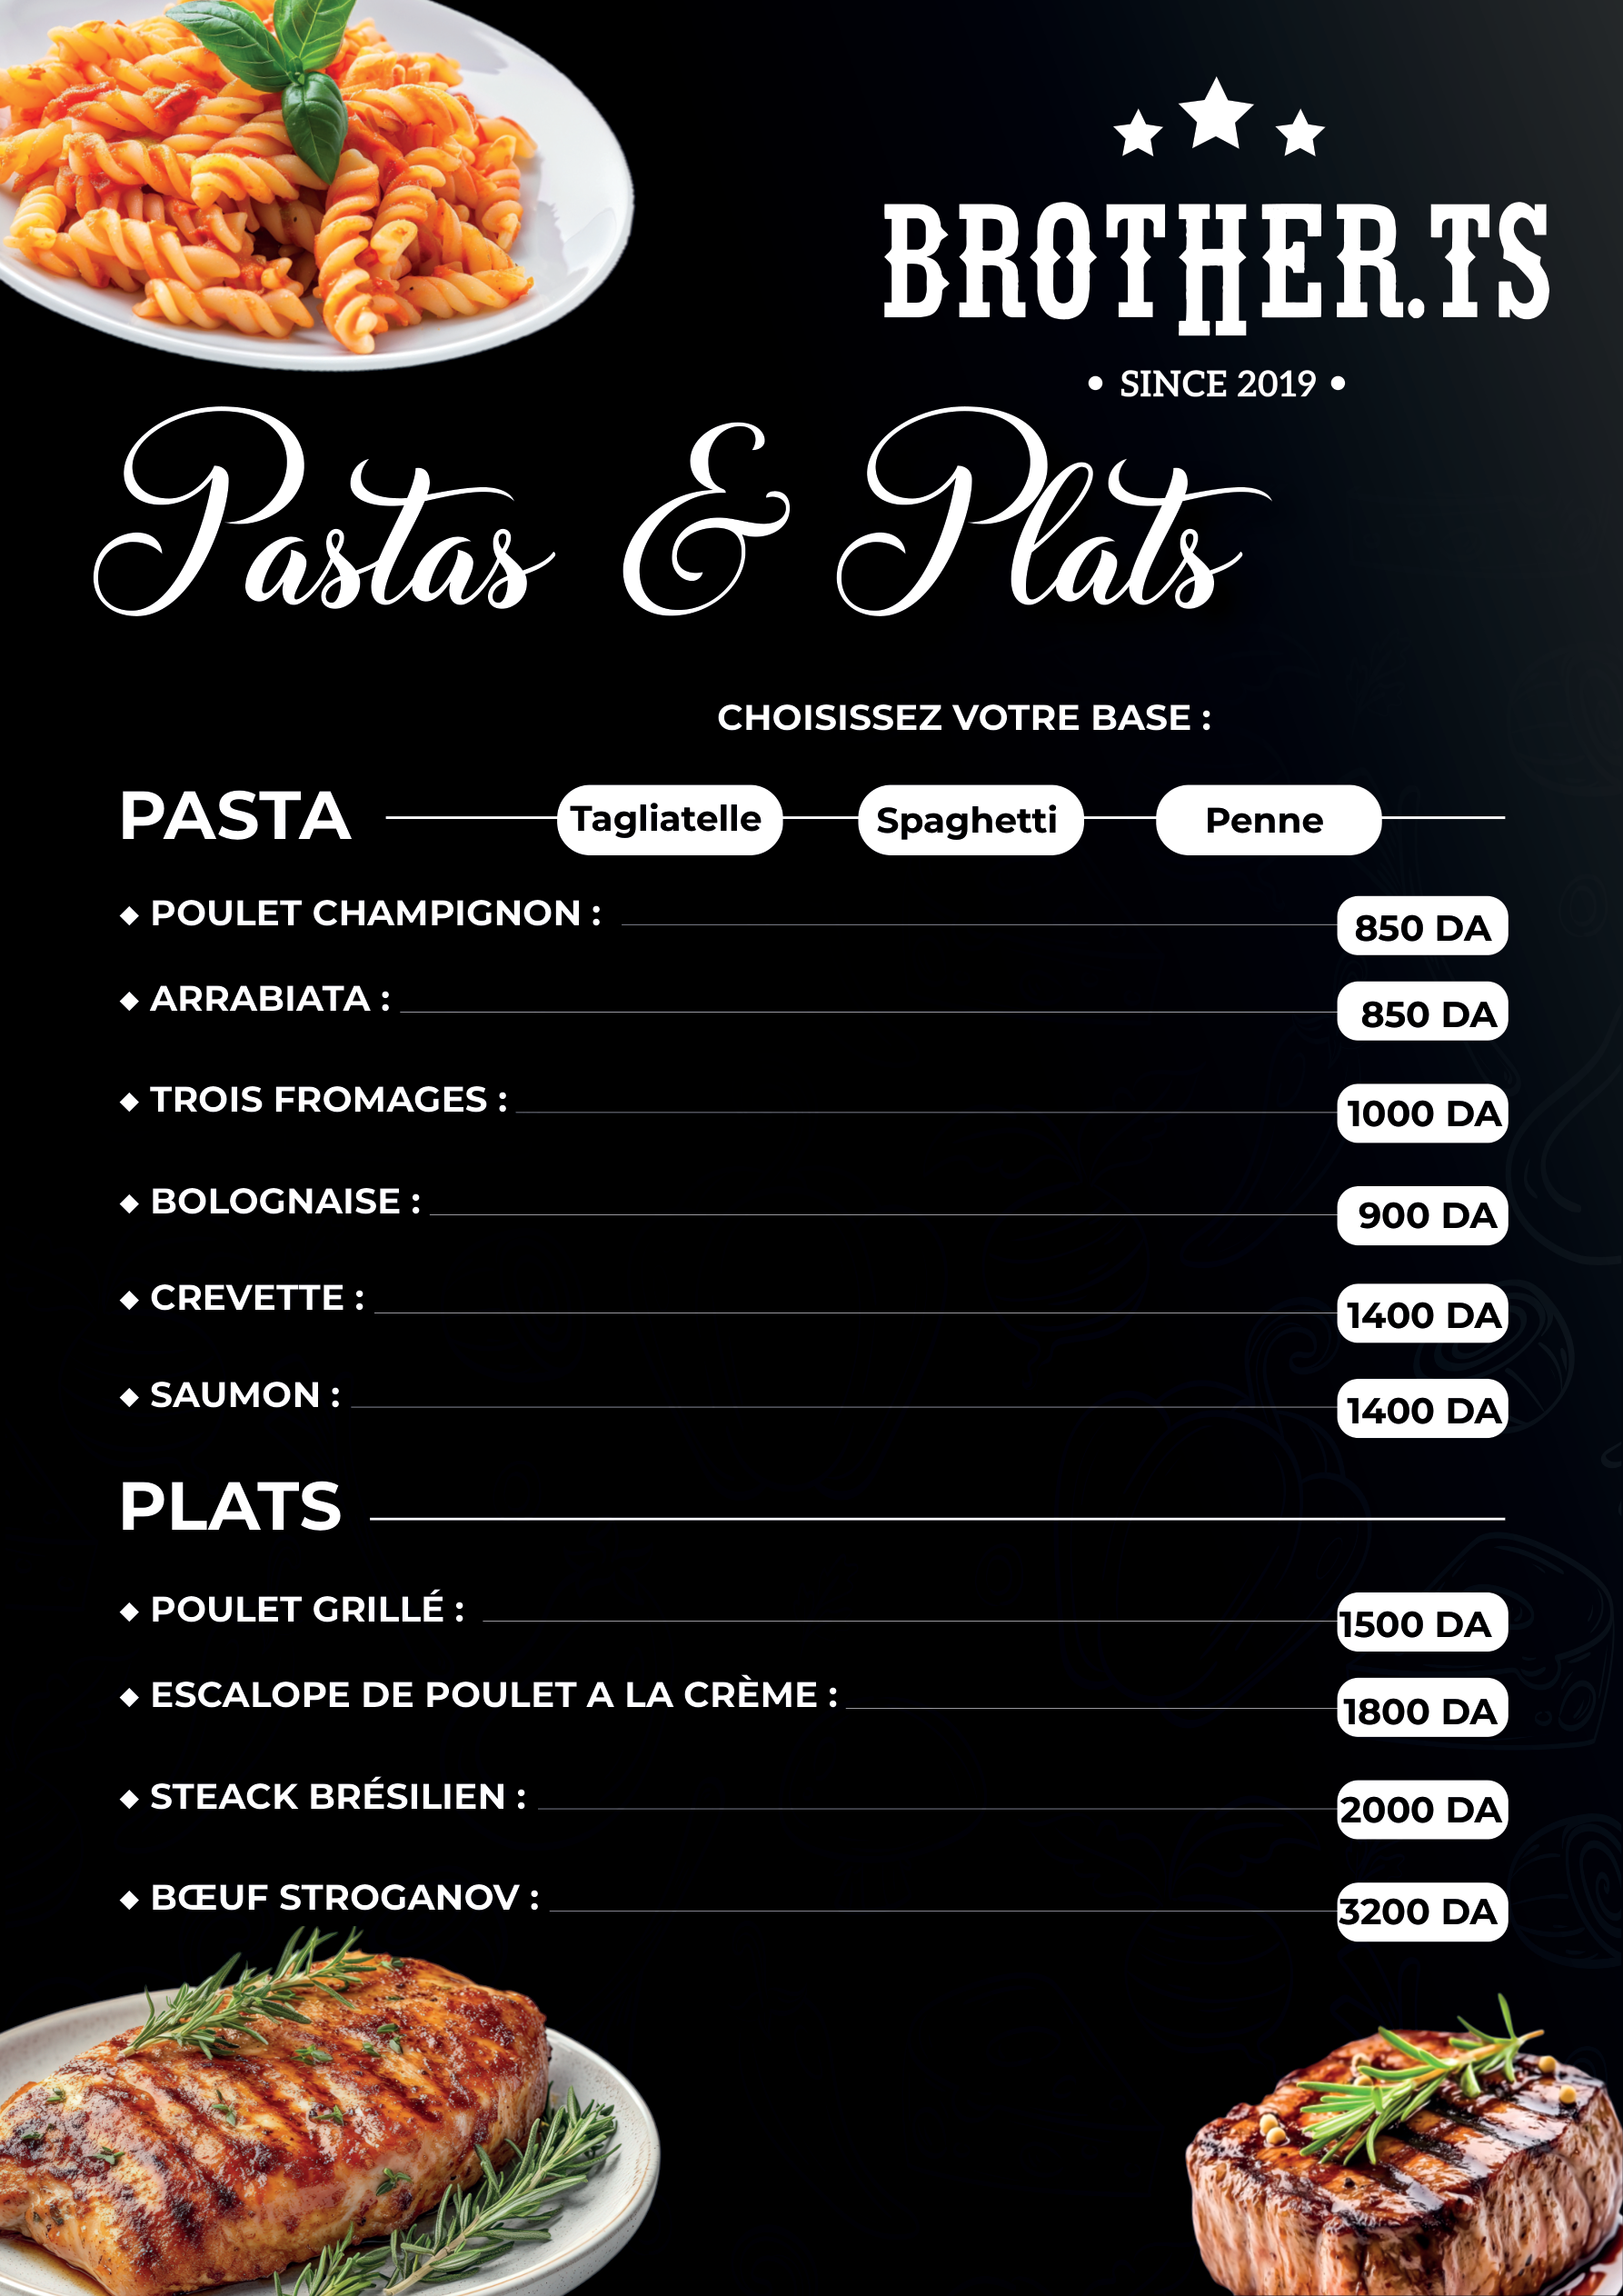 BROTHER.TS
• SINCE 2019 •
Pastas & Plats
CHOISISSEZ VOTRE BASE :
PASTA Tagliatelle Spaghetti Penne
◆ POULET CHAMPIGNON : 850 DA
◆ ARRABIATA : 850 DA
◆ TROIS FROMAGES : 1000 DA
◆ BOLOGNAISE : 900 DA
◆ CREVETTE : 1400 DA
◆ SAUMON : 1400 DA
PLATS
◆ POULET GRILLÉ : 1500 DA
◆ ESCALOPE DE POULET A LA CRÈME : 1800 DA
◆ STEACK BRÉSILIEN : 2000 DA
◆ BŒUF STROGANOV : 3200 DA